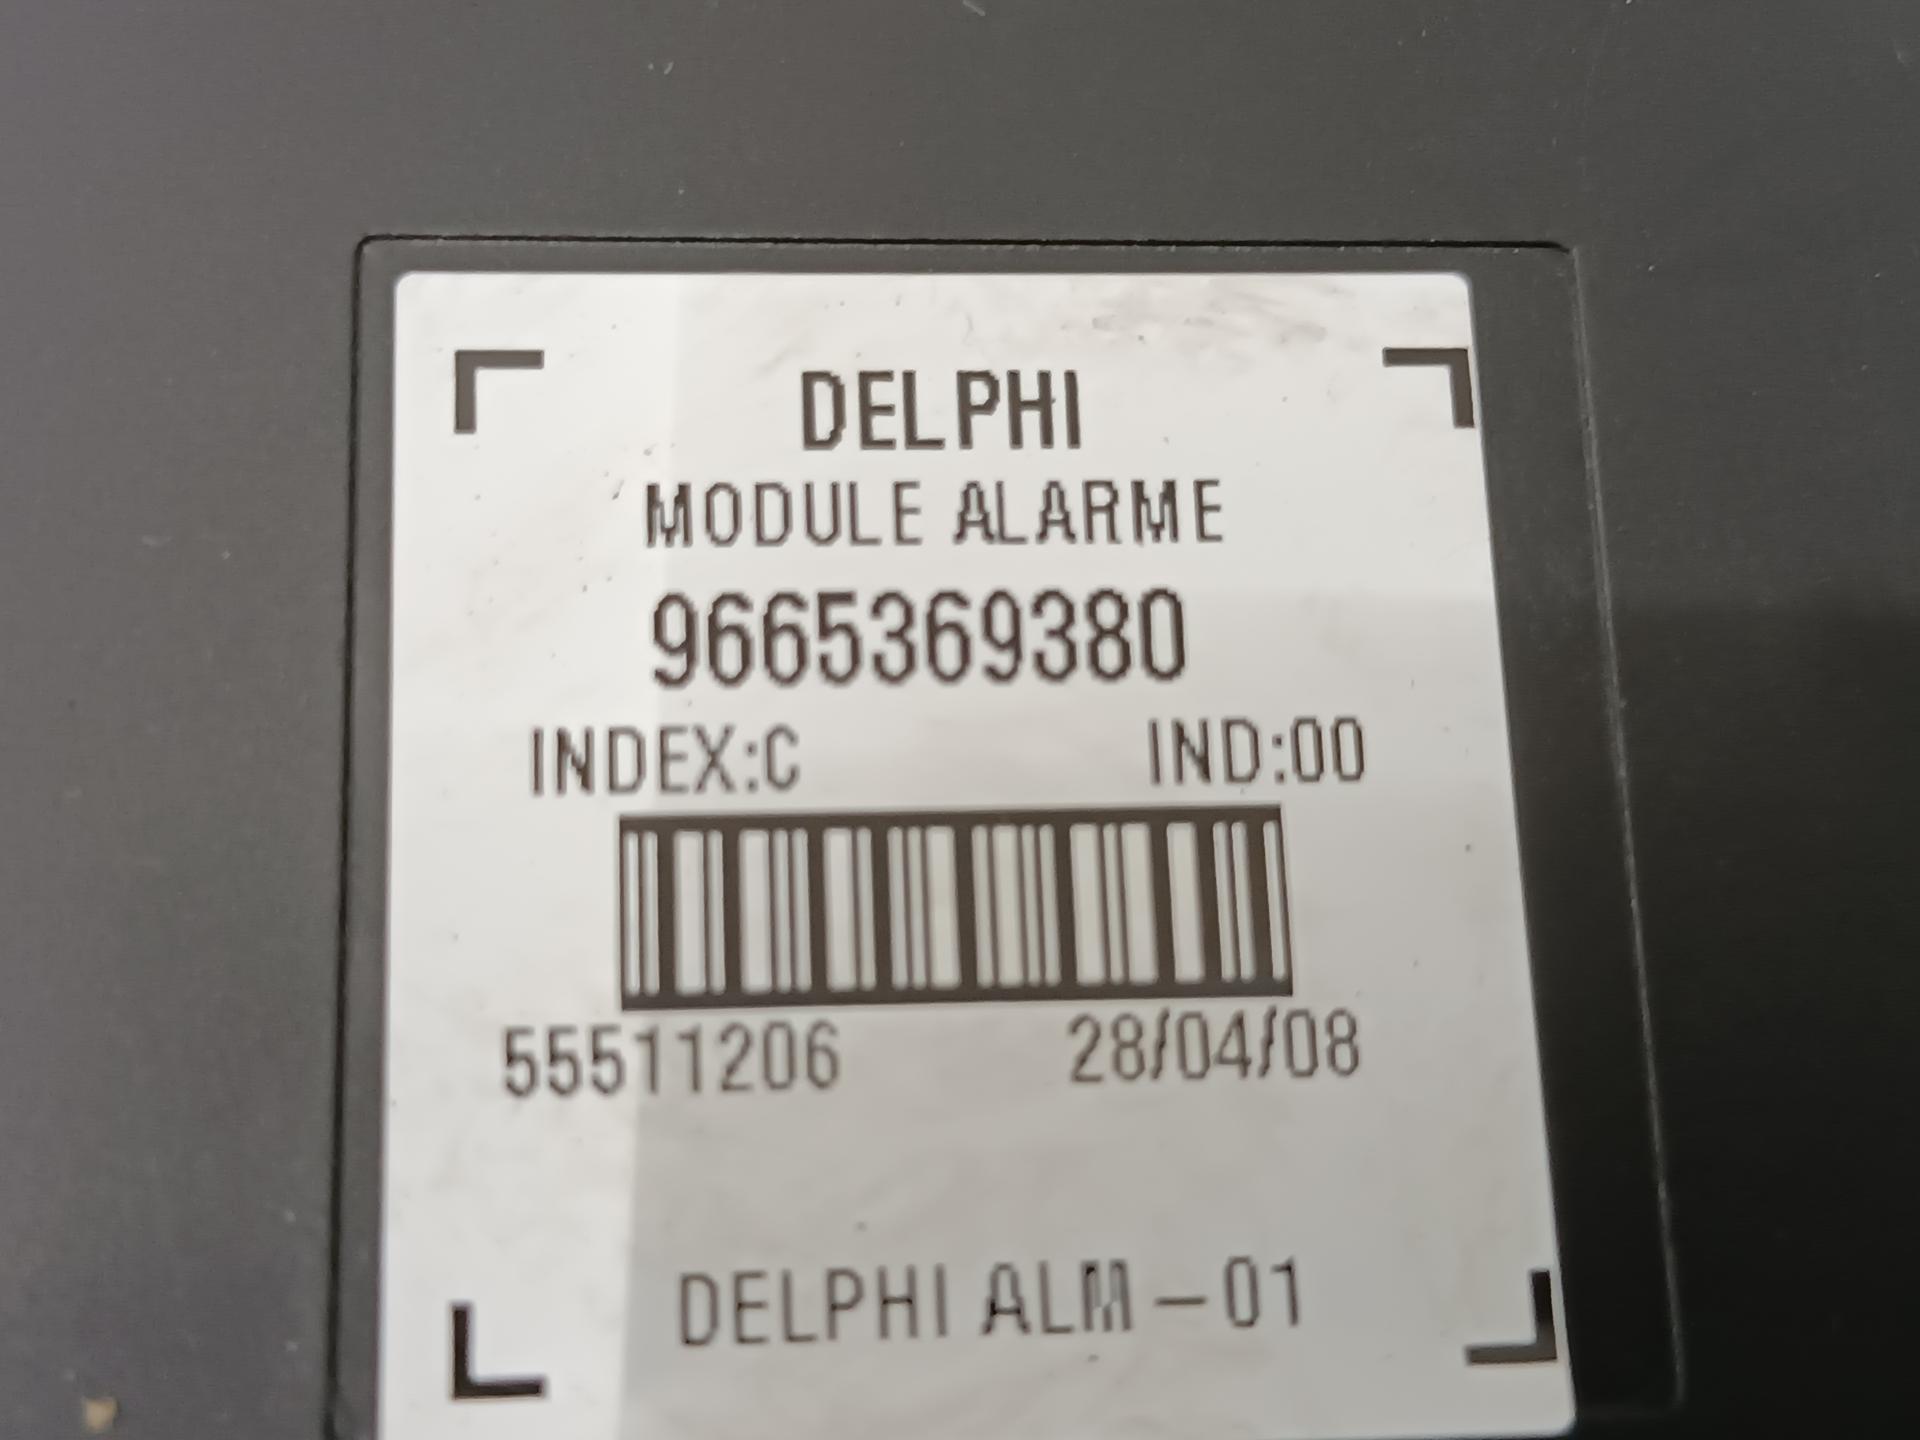 DELPHI
MODULE ALARME
9665369380
INDEX:C IND:00
55511206 28/04/08
DELPHI ALM-01